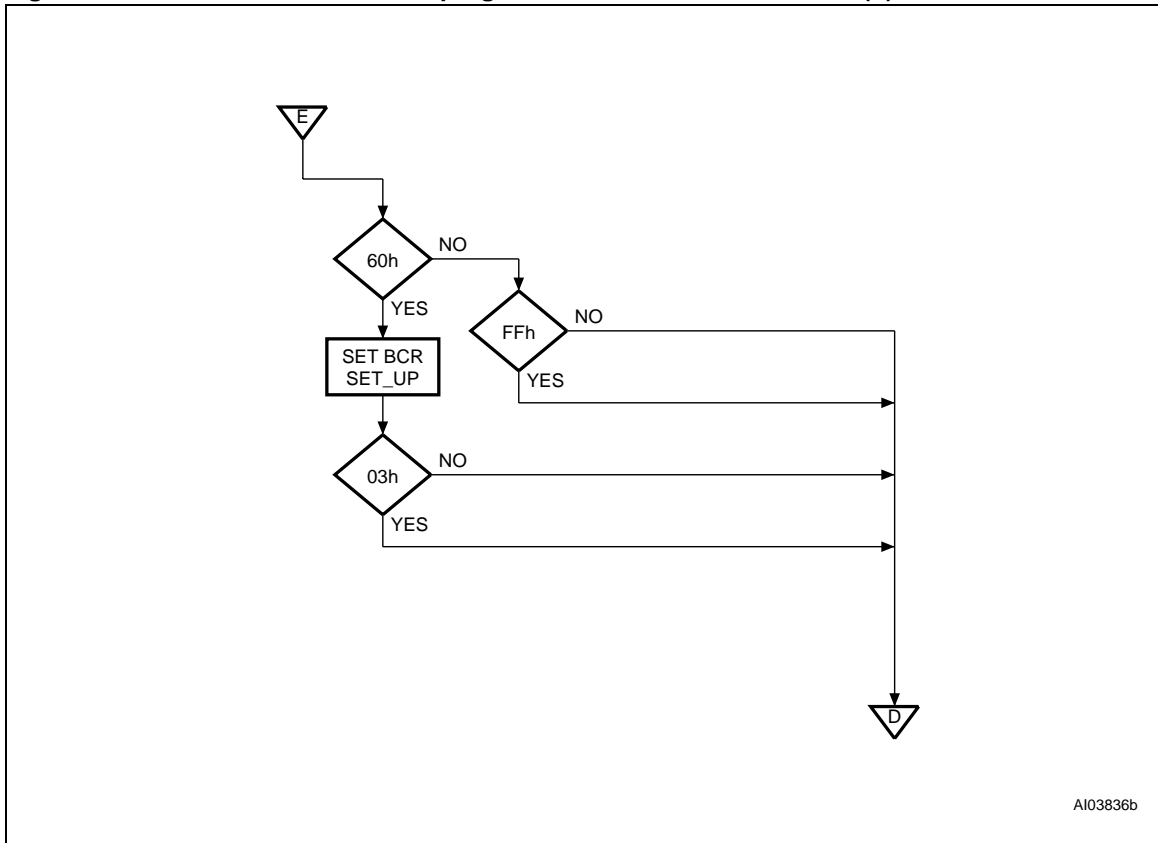 E
60h
NO
YES
FFh
NO
YES
SET BCR
SET_UP
03h
NO
YES
D
AI03836b